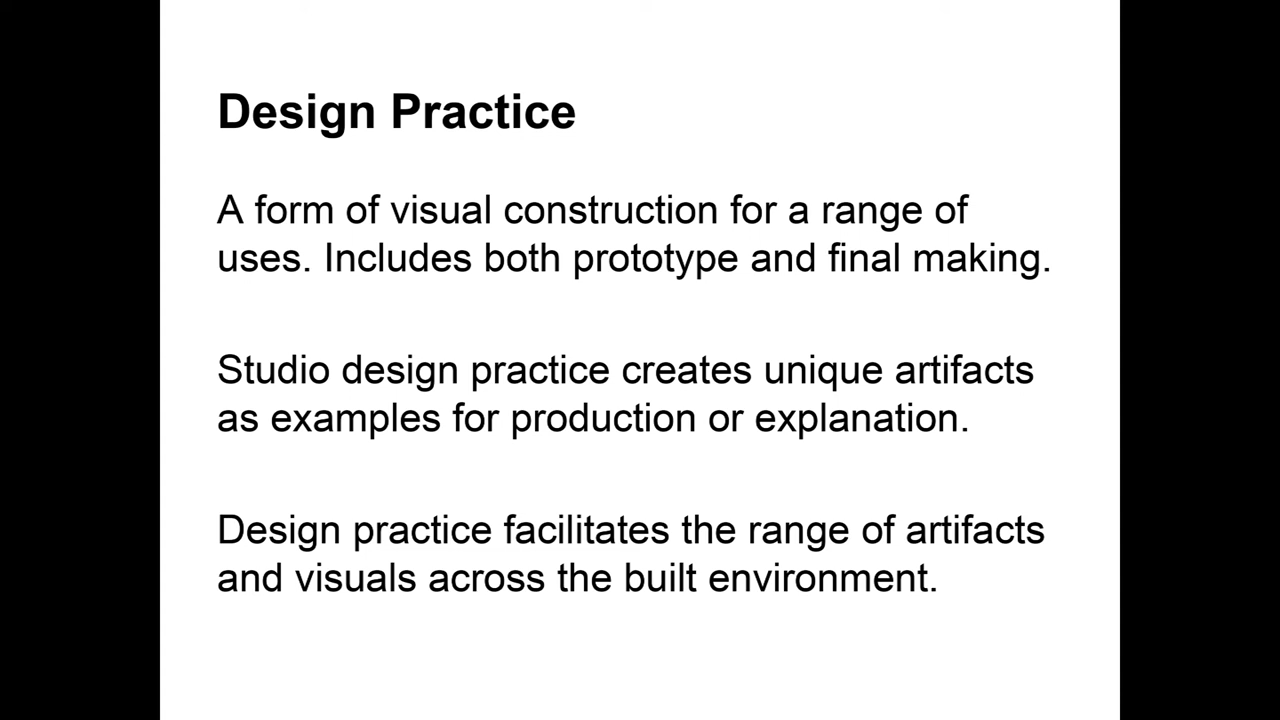 Design Practice
A form of visual construction for a range of
uses. Includes both prototype and final making.
Studio design practice creates unique artifacts
as examples for production or explanation.
Design practice facilitates the range of artifacts
and visuals across the built environment.